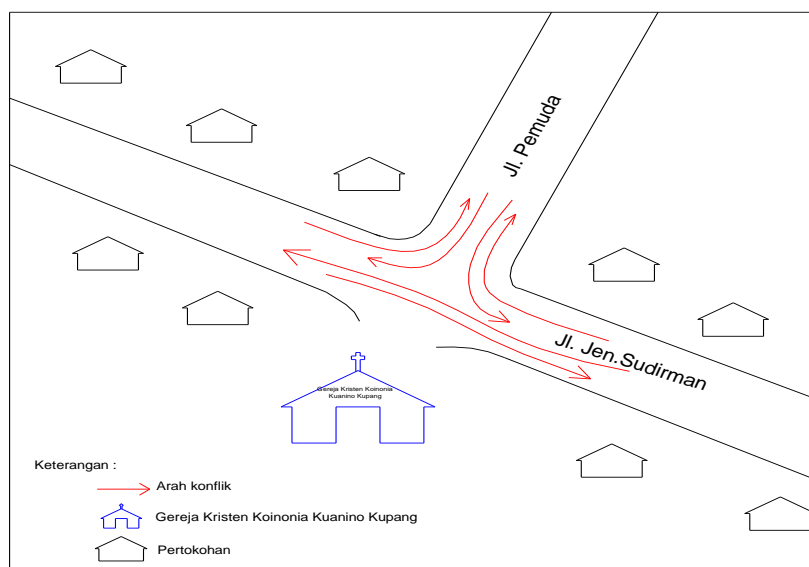 Jl. Pemuda
Jl. Jen.Sudirman
Gereja Kristen Koinonia
Kuanino Kupang
Keterangan :
Arah konflik
Gereja Kristen Koinonia Kuanino Kupang
Pertokohan